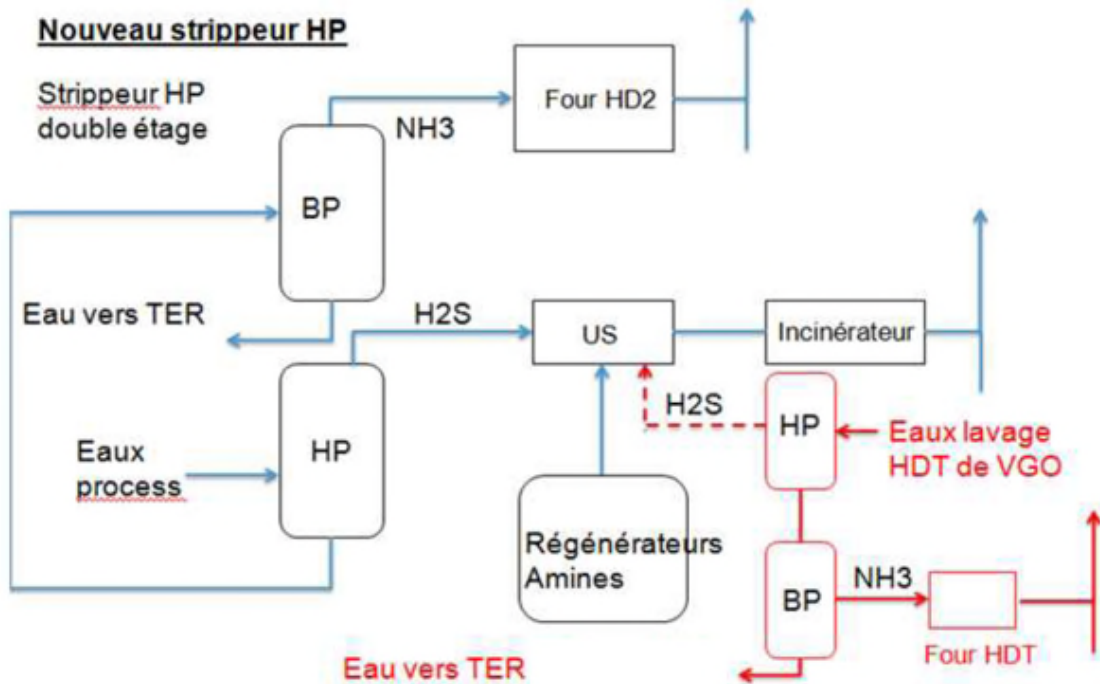 Nouveau strippeur HP
Strippeur HP
double étage
NH3
Four HD2
BP
Eau vers TER
H2S
US
Incinérateur
H2S
HP
Eaux lavage
HDT de VGO
Eaux
process
HP
Régénérateurs
Amines
BP
NH3
Four HDT
Eau vers TER